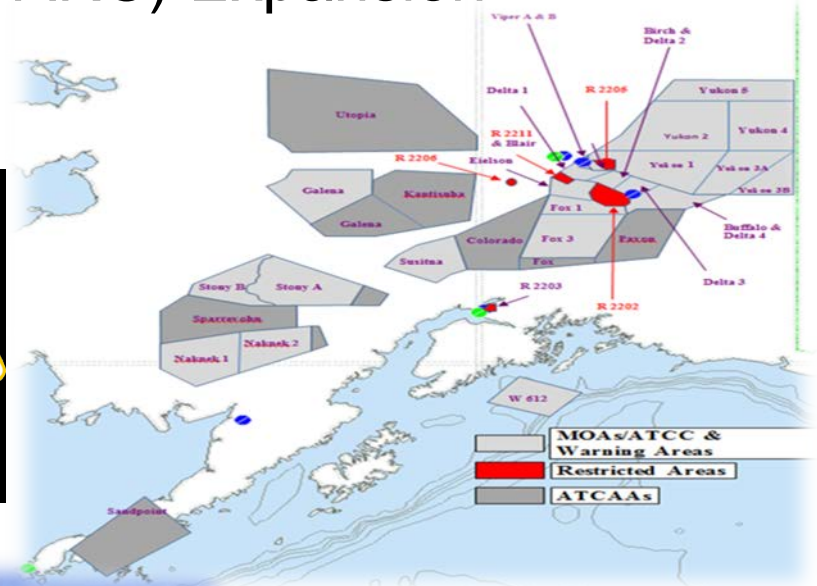 Expansion
Viper A & B
Birch &
Delta 2
Delta 1
R 2205
Yukon 5
Utopia
R 2211
& Blair
Yukon 2
Yukon 4
R 2206
Eielson
Yukon 1
Yukon 3A
Yukon 3B
Galena
Kantishna
Galena
Fox 1
Buffalo &
Delta 4
Colorado
Fox 3
Paxon
Susitna
Fox
Delta 3
Stony B
Stony A
R 2203
R 2202
Naknek 1
Naknek 2
W 612
MOAs/ATCC &
Warning Areas
Restricted Areas
ATCAAs
Sandpoint